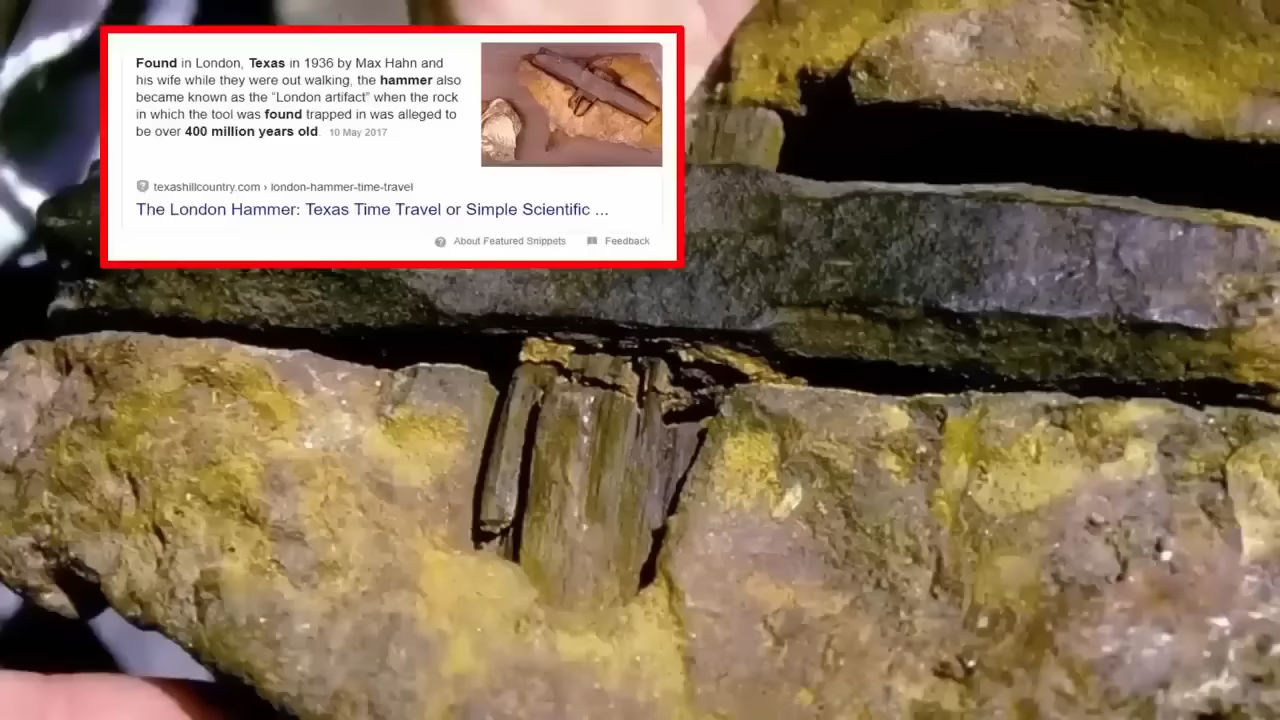 Found in London, Texas in 1936 by Max Hahn and
his wife while they were out walking, the hammer also
became known as the “London artifact” when the rock
in which the tool was found trapped in was alleged to
be over 400 million years old. 10 May 2017
texashillcountry.com › london-hammer-time-travel
The London Hammer: Texas Time Travel or Simple Scientific ...
About Featured Snippets Feedback